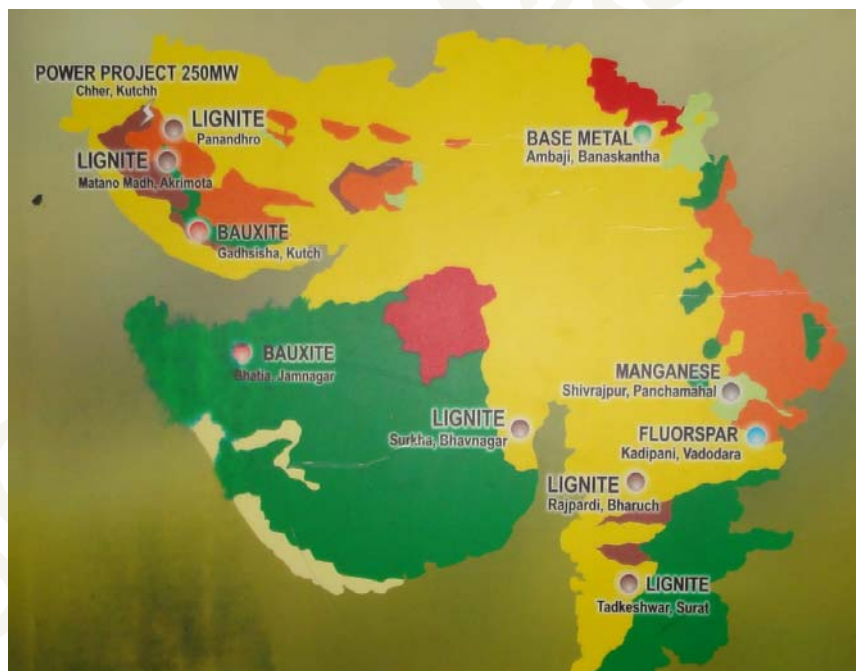 POWER PROJECT 250MW
Chher, Kutchh
LIGNITE
Panandhro
LIGNITE
Matano Madh, Akrimota
BAUXITE
Gadhsisha, Kutch
BASE METAL
Ambaji, Banaskantha
BAUXITE
Bhatia, Jamnagar
MANGANESE
Shivrajpur, Panchamahal
LIGNITE
Surkha, Bhavnagar
FLUORSPAR
Kadipani, Vadodara
LIGNITE
Rajpardi, Bharuch
LIGNITE
Tadkeshwar, Surat